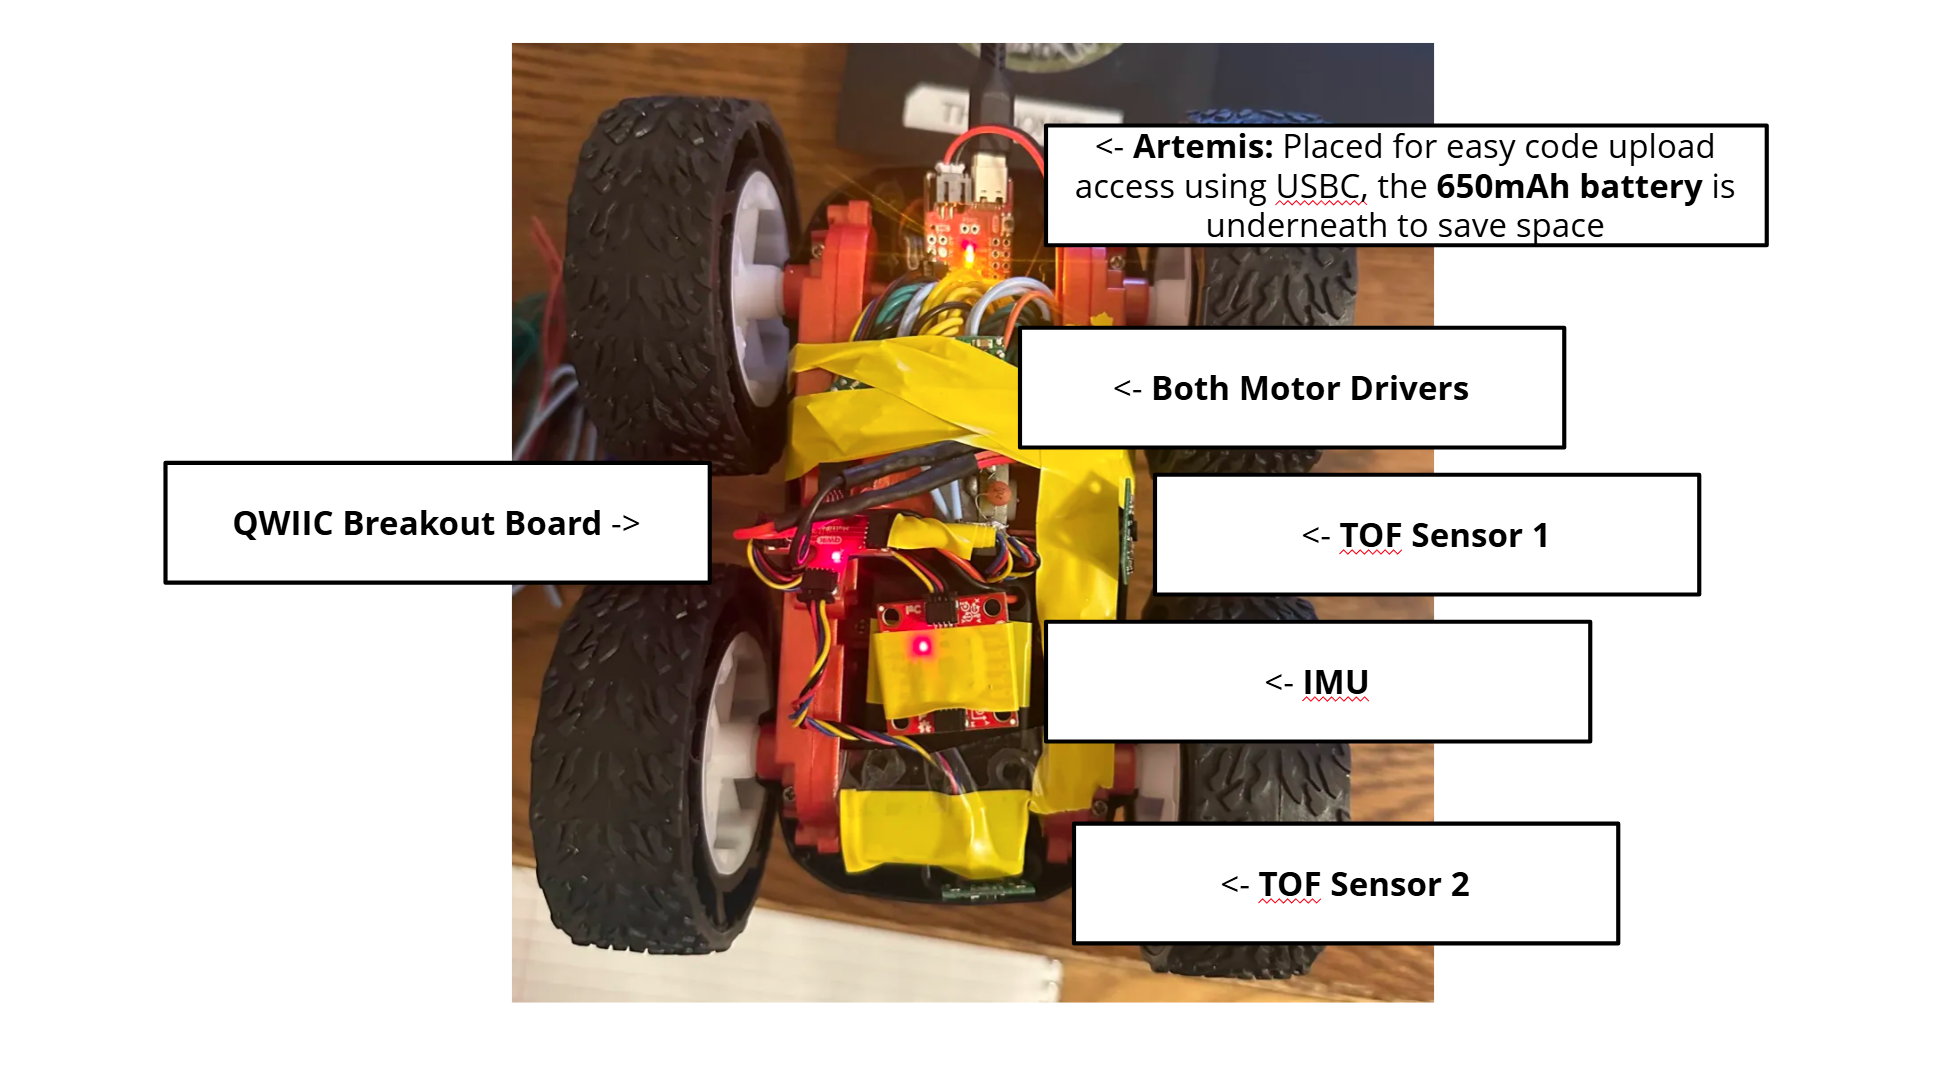 <- Artemis: Placed for easy code upload
access using USBC, the 650mAh battery is
underneath to save space
<- Both Motor Drivers
QWIIC Breakout Board ->
<- TOF Sensor 1
<- IMU
<- TOF Sensor 2